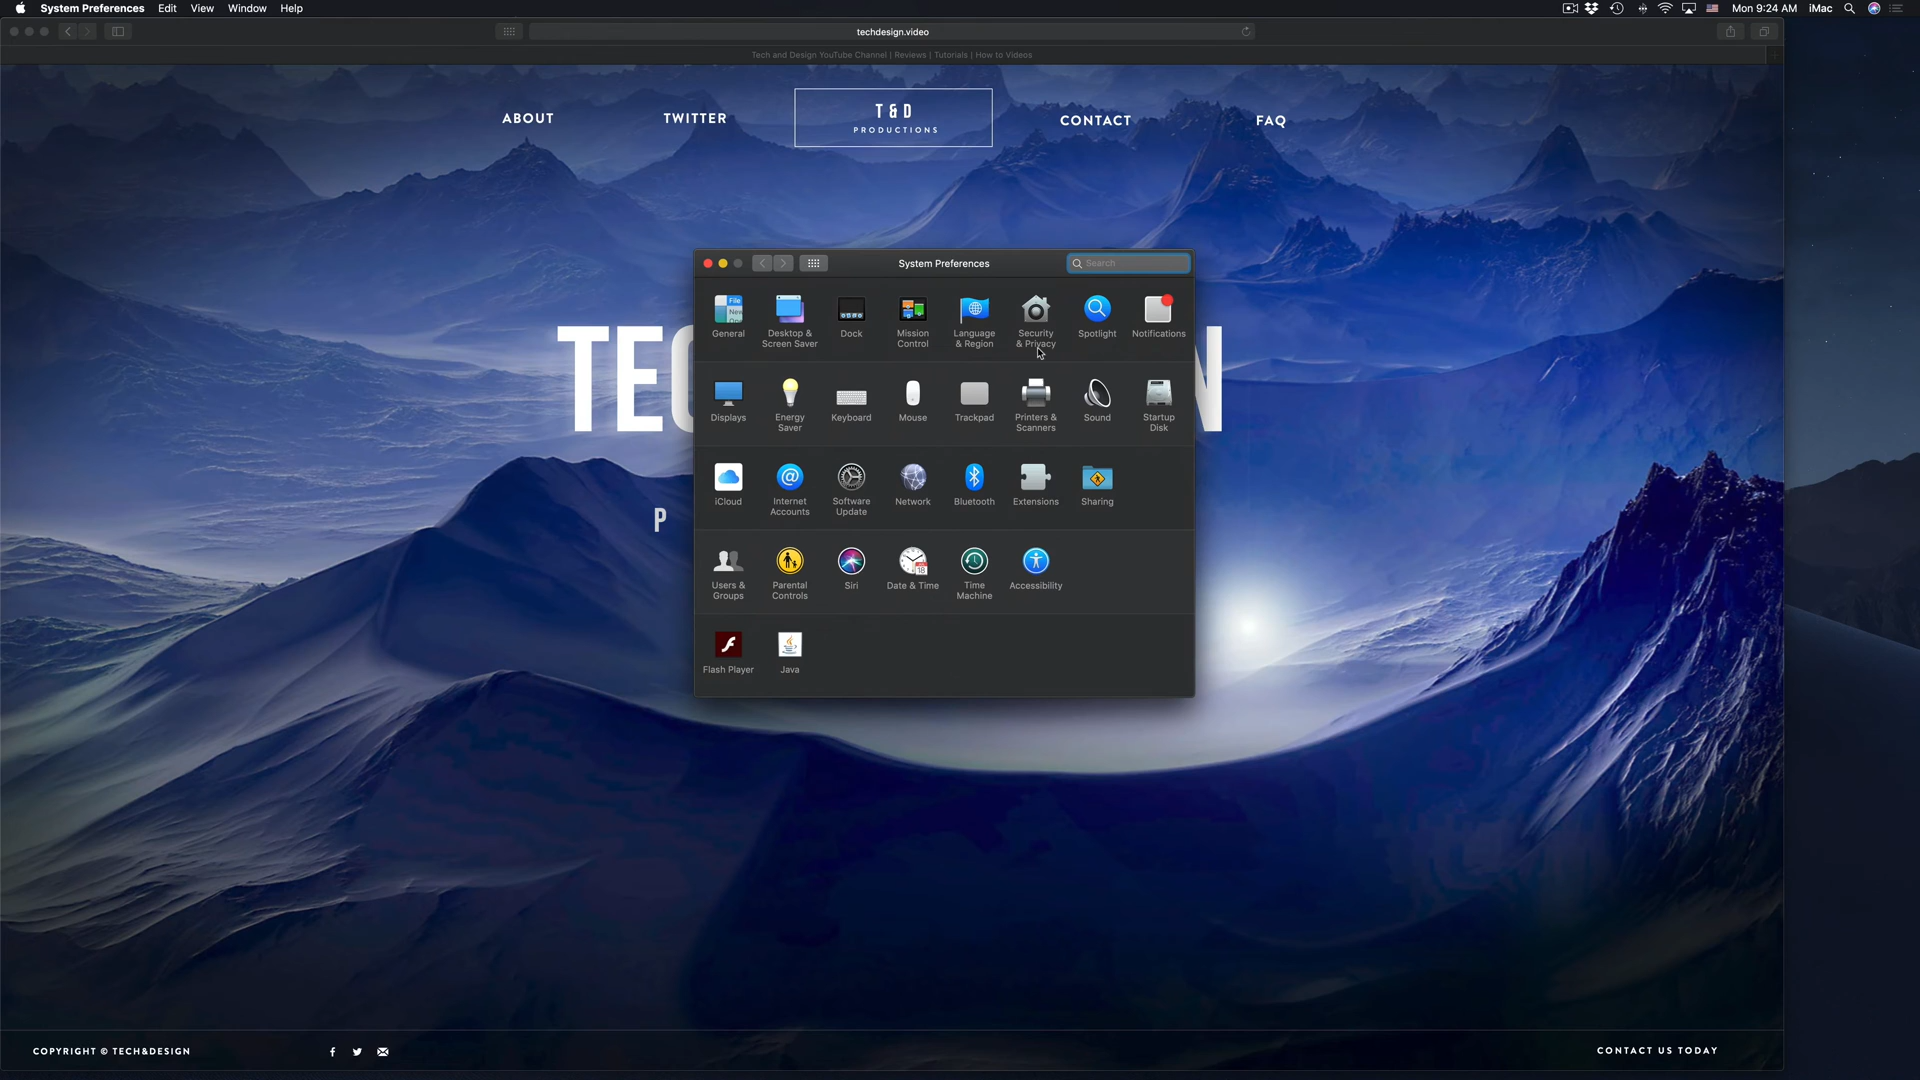 System Preferences Edit View Window Help
Mon 9:24 AM iMac
techdesign.video
Tech and Design YouTube Channel | Reviews | Tutorials | How to Videos
ABOUT
TWITTER
T & D
PRODUCTIONS
CONTACT
FAQ
System Preferences
Search
General
Desktop &
Screen Saver
Dock
Mission
Control
Language
& Region
Security
& Privacy
Spotlight
Notifications
Displays
Energy
Saver
Keyboard
Mouse
Trackpad
Printers &
Scanners
Sound
Startup
Disk
iCloud
Internet
Accounts
Software
Update
Network
Bluetooth
Extensions
Sharing
Users &
Groups
Parental
Controls
Siri
Date & Time
Time
Machine
Accessibility
Flash Player
Java
P
COPYRIGHT © TECH&DESIGN
CONTACT US TODAY